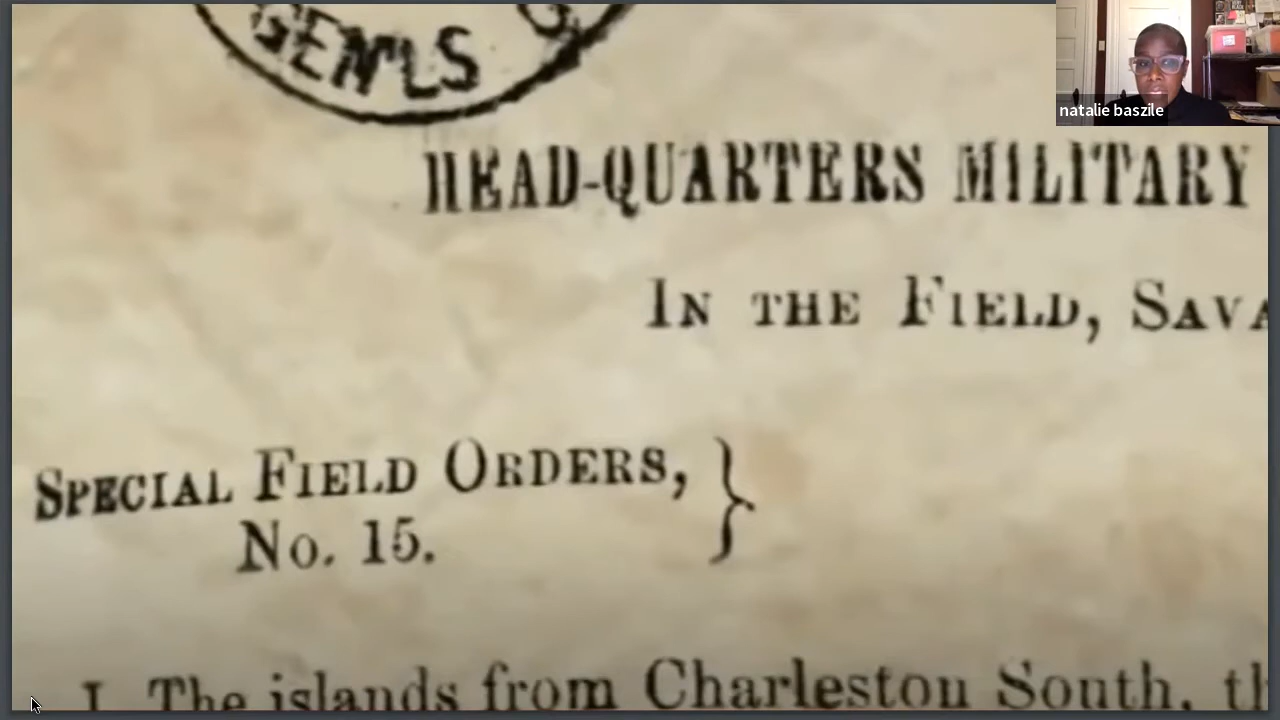 GEN'LS
natalie baszile
HEAD-QUARTERS MILITARY
IN THE FIELD, SAVA
SPECIAL FIELD ORDERS,
No. 15.
I. The islands from Charleston South, th